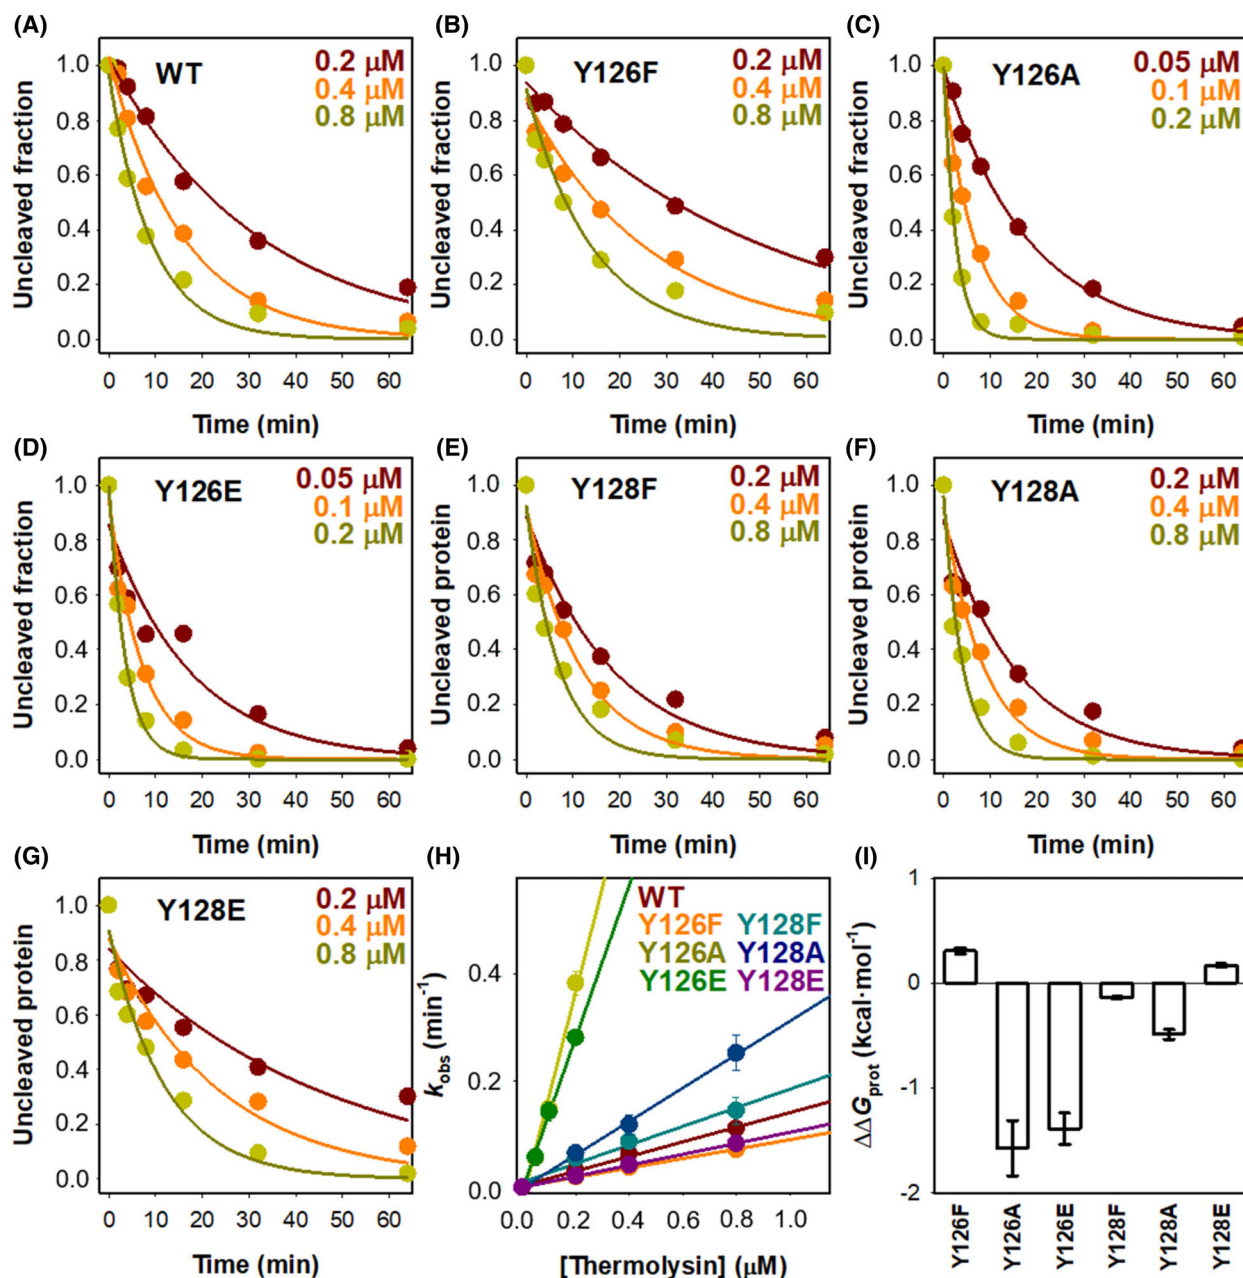 (A)
WT
0.2 μM
0.4 μM
0.8 μM
Uncleaved fraction
1.0
0.8
0.6
0.4
0.2
0.0
0 10 20 30 40 50 60
Time (min)
(B)
Y126F
0.2 μM
0.4 μM
0.8 μM
Uncleaved fraction
1.0
0.8
0.6
0.4
0.2
0.0
0 10 20 30 40 50 60
Time (min)
(C)
Y126A
0.05 μM
0.1 μM
0.2 μM
Uncleaved fraction
1.0
0.8
0.6
0.4
0.2
0.0
0 10 20 30 40 50 60
Time (min)
(D)
Y126E
0.05 μM
0.1 μM
0.2 μM
Uncleaved fraction
1.0
0.8
0.6
0.4
0.2
0.0
0 10 20 30 40 50 60
Time (min)
(E)
Y128F
0.2 μM
0.4 μM
0.8 μM
Uncleaved protein
1.0
0.8
0.6
0.4
0.2
0.0
0 10 20 30 40 50 60
Time (min)
(F)
Y128A
0.2 μM
0.4 μM
0.8 μM
Uncleaved protein
1.0
0.8
0.6
0.4
0.2
0.0
0 10 20 30 40 50 60
Time (min)
(G)
Y128E
0.2 μM
0.4 μM
0.8 μM
Uncleaved protein
1.0
0.8
0.6
0.4
0.2
0.0
0 10 20 30 40 50 60
Time (min)
(H)
WT
Y126F Y128F
Y126A Y128A
Y126E Y128E
kobs (min-1)
0.4
0.2
0.0
0.0 0.2 0.4 0.6 0.8 1.0
[Thermolysin] (μM)
(I)
ΔΔGprot (kcal·mol-1)
1
0
-1
-2
Y126F
Y126A
Y126E
Y128F
Y128A
Y128E